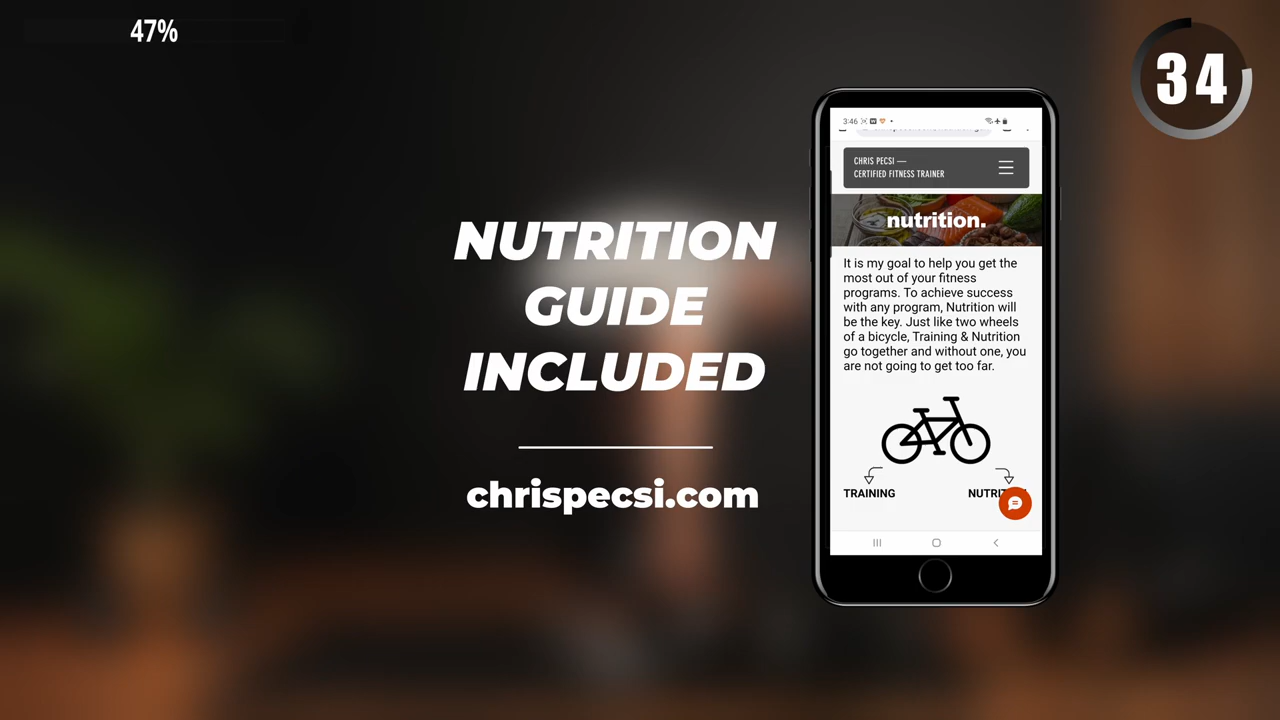 47%
34
NUTRITION
GUIDE
INCLUDED
chrispecsi.com
3:46
CHRIS PECSI —
CERTIFIED FITNESS TRAINER
nutrition.
It is my goal to help you get the
most out of your fitness
programs. To achieve success
with any program, Nutrition will
be the key. Just like two wheels
of a bicycle, Training & Nutrition
go together and without one, you
are not going to get too far.
TRAINING